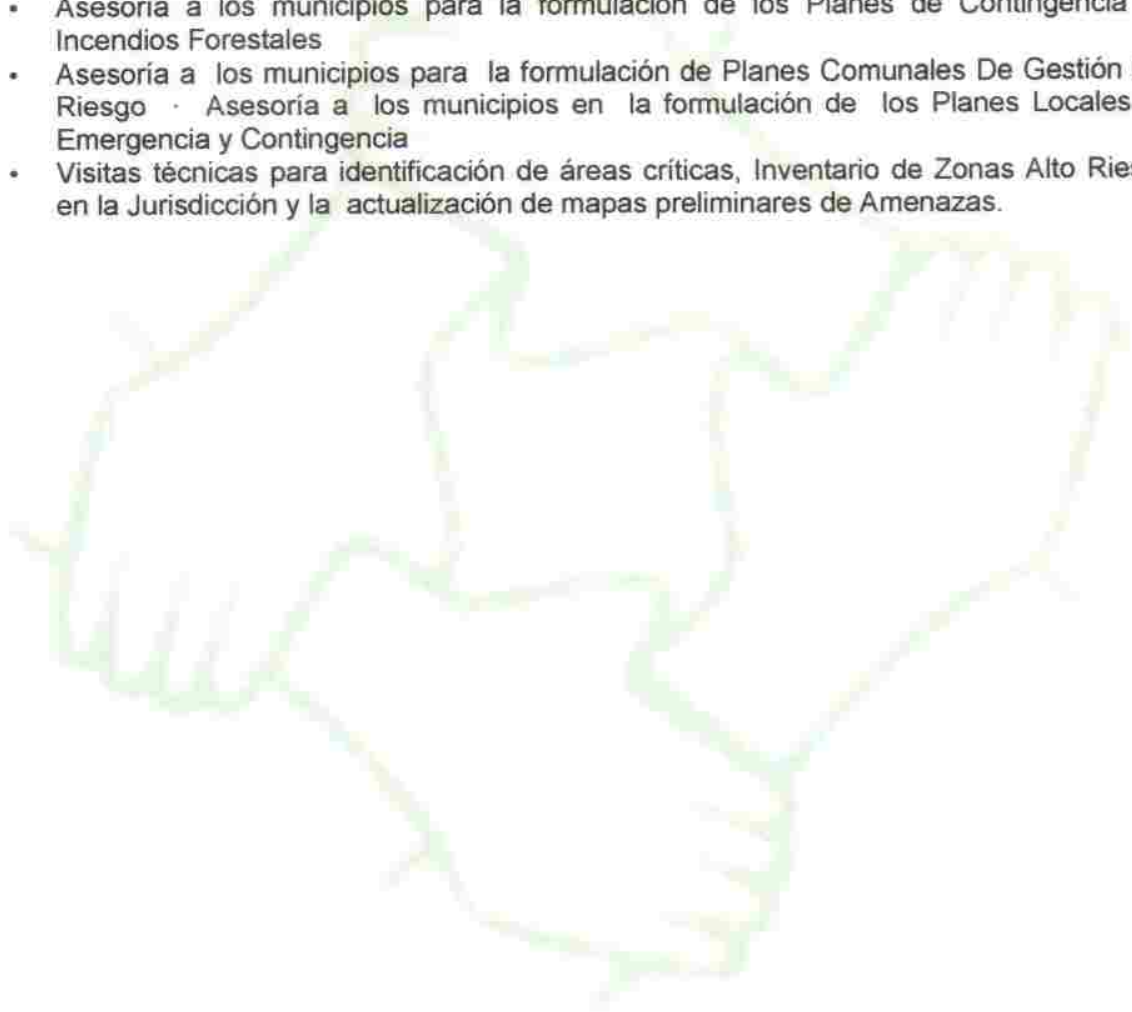 • Asesoría a los municipios para la formulación de los Planes de Contingencia
Incendios Forestales
• Asesoría a los municipios para la formulación de Planes Comunales De Gestión
Riesgo · Asesoría a los municipios en la formulación de los Planes Locales
Emergencia y Contingencia
• Visitas técnicas para identificación de áreas críticas, Inventario de Zonas Alto
en la Jurisdicción y la actualización de mapas preliminares de Amenazas.